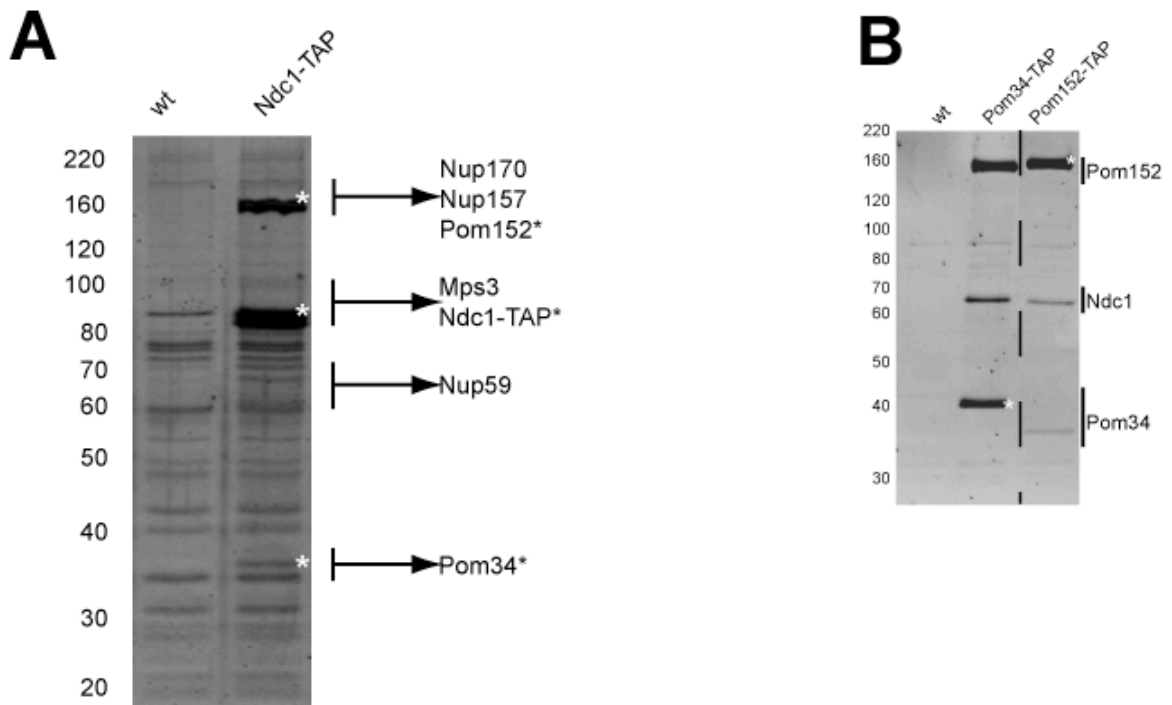 A
wt
Ndc1-TAP
220
160
120
100
80
70
60
50
40
30
20
Nup170
Nup157
Pom152*
Mps3
Ndc1-TAP*
Nup59
Pom34*
*
*
*
B
wt
Pom34-TAP
Pom152-TAP
220
160
120
100
80
70
60
50
40
30
*
*
Pom152
Ndc1
Pom34